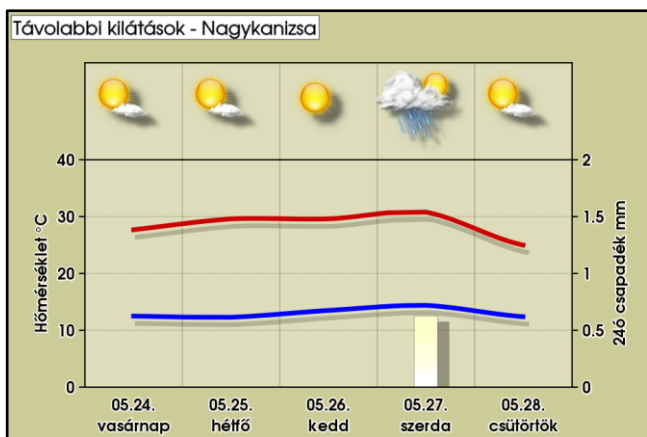 Távolabbi kilátások - Nagykanizsa
40
30
20
10
0
Hőmérséklet °C
2
1.5
1
0.5
0
24ó csapadék mm
05.24. 05.25. 05.26. 05.27. 05.28.
vasárnap hétfő kedd szerda csütörtök